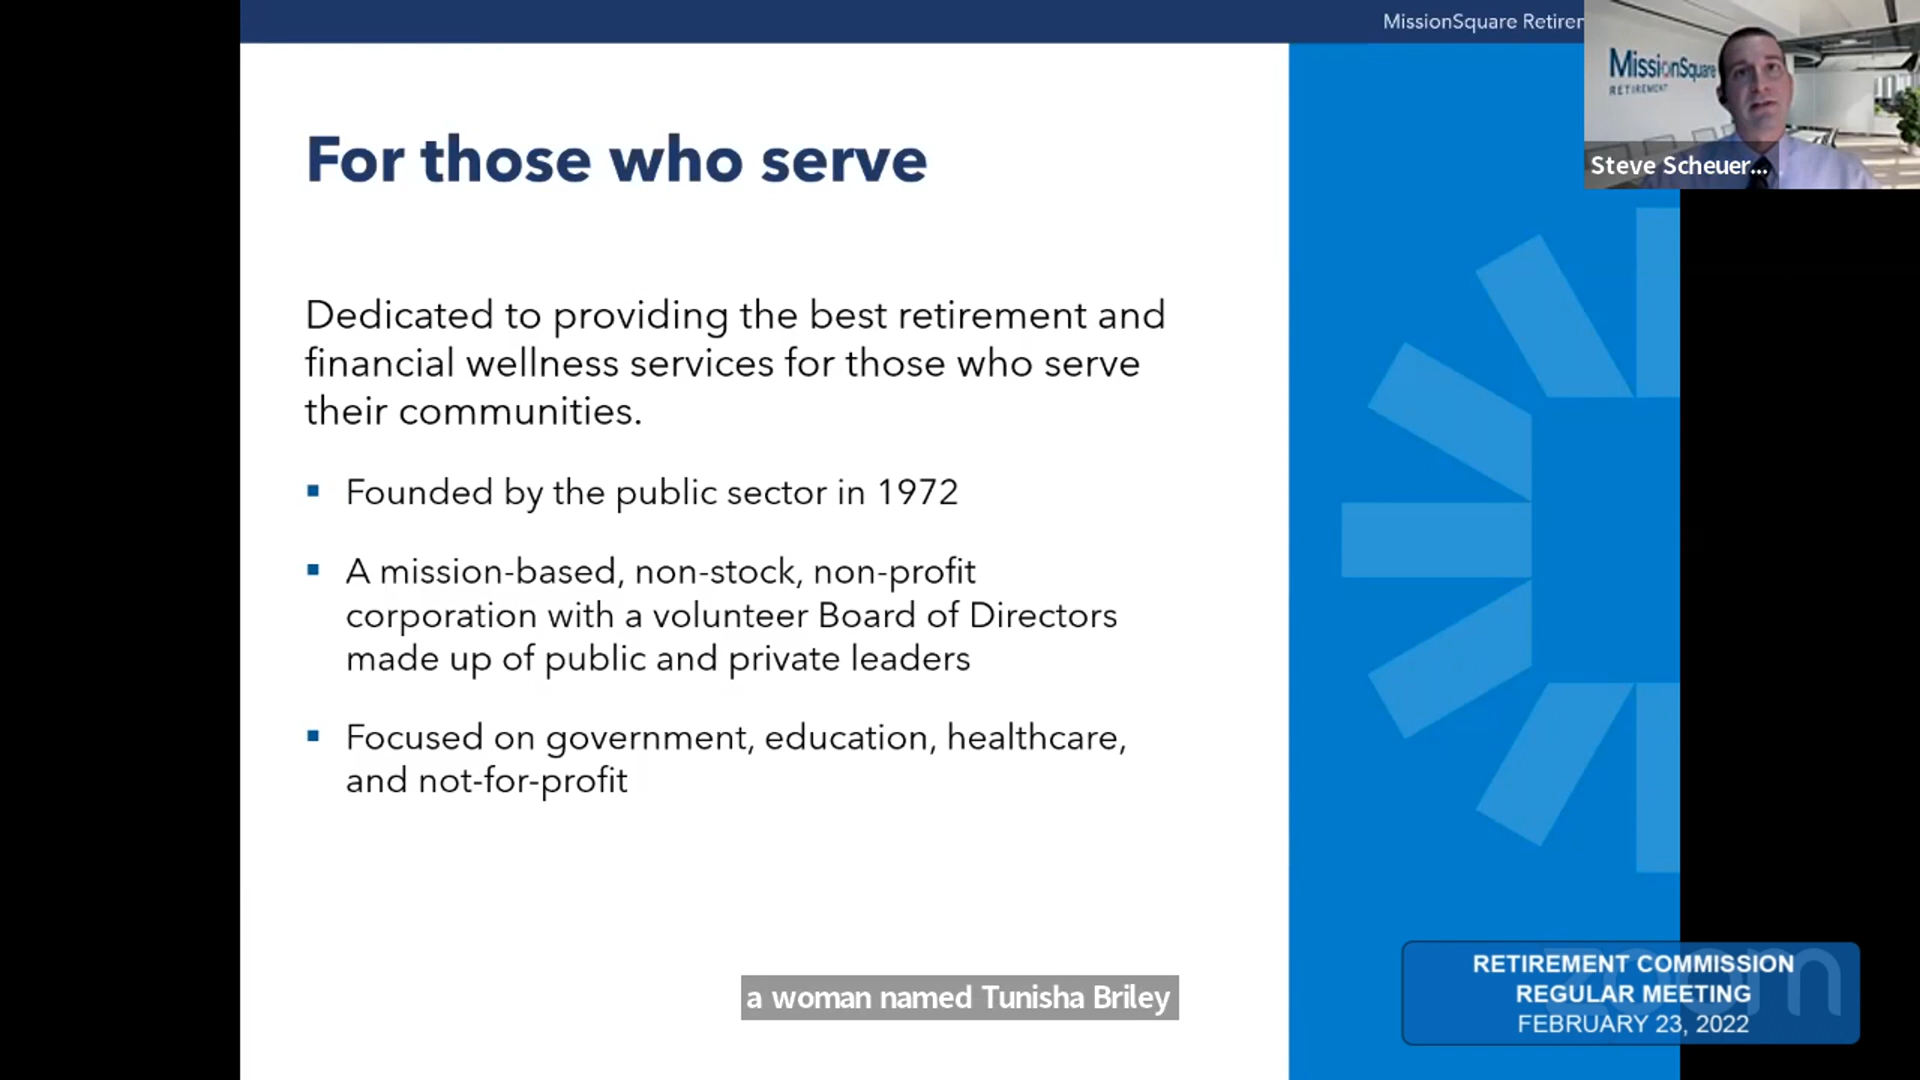 MissionSquare
MissionSquare
RETIREMENT
Steve Scheuer...
For those who serve
Dedicated to providing the best retirement and
financial wellness services for those who serve
their communities.
▪ Founded by the public sector in 1972
▪ A mission-based, non-stock, non-profit
corporation with a volunteer Board of Directors
made up of public and private leaders
▪ Focused on government, education, healthcare,
and not-for-profit
a woman named Tunisha Briley
zoom
RETIREMENT COMMISSION
REGULAR MEETING
FEBRUARY 23, 2022